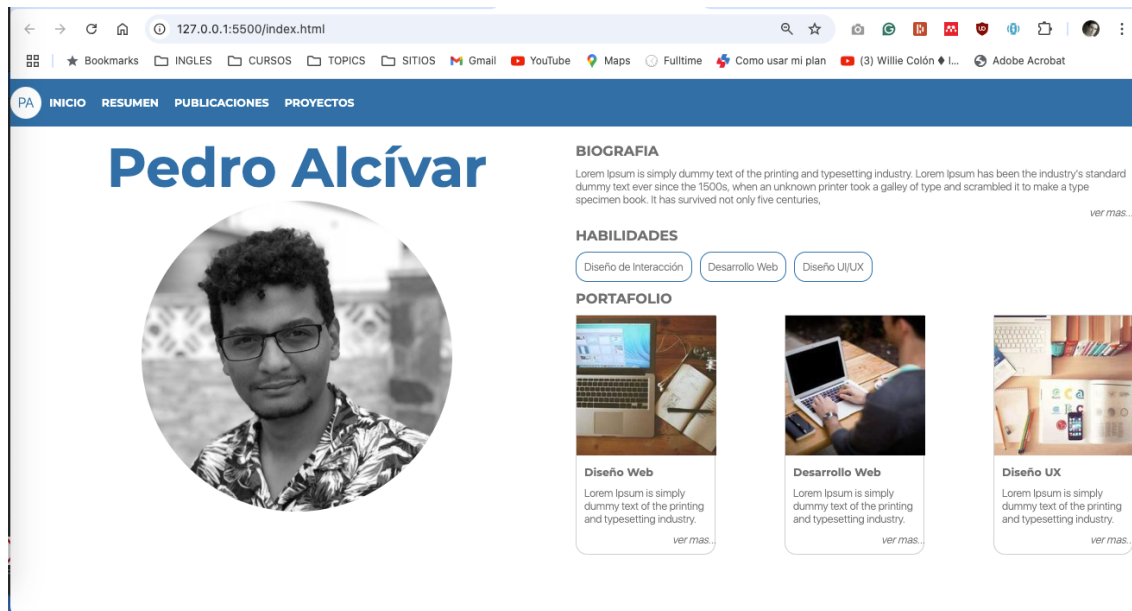 127.0.0.1:5500/index.html
Bookmarks INGLES CURSOS TOPICS SITIOS Gmail YouTube Maps Fulltime Como usar mi plan (3) Willie Colón ♦ I... Adobe Acrobat
PA INICIO RESUMEN PUBLICACIONES PROYECTOS
Pedro Alcívar
BIOGRAFIA
Lorem Ipsum is simply dummy text of the printing and typesetting industry. Lorem Ipsum has been the industry's standard
dummy text ever since the 1500s, when an unknown printer took a galley of type and scrambled it to make a type
specimen book. It has survived not only five centuries,
ver mas...
HABILIDADES
Diseño de Interacción Desarrollo Web Diseño UI/UX
PORTAFOLIO
Diseño Web
Lorem Ipsum is simply
dummy text of the printing
and typesetting industry.
ver mas...
Desarrollo Web
Lorem Ipsum is simply
dummy text of the printing
and typesetting industry.
ver mas...
Diseño UX
Lorem Ipsum is simply
dummy text of the printing
and typesetting industry.
ver mas...